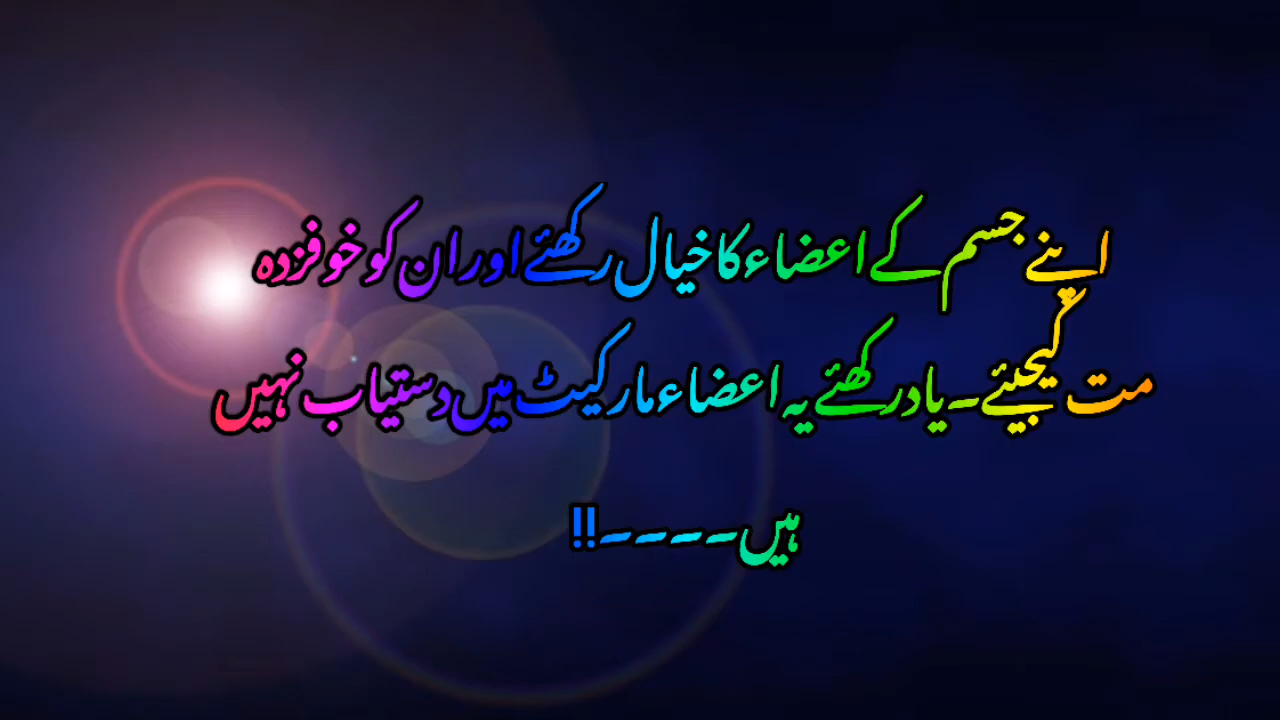 اپنے جسم کے اعضاء کا خیال رکھئے اور ان کو خوفزدہ
مت کیجیئے۔ یاد رکھئے یہ اعضاء مارکیٹ میں دستیاب نہیں
ہیں۔۔۔۔!!